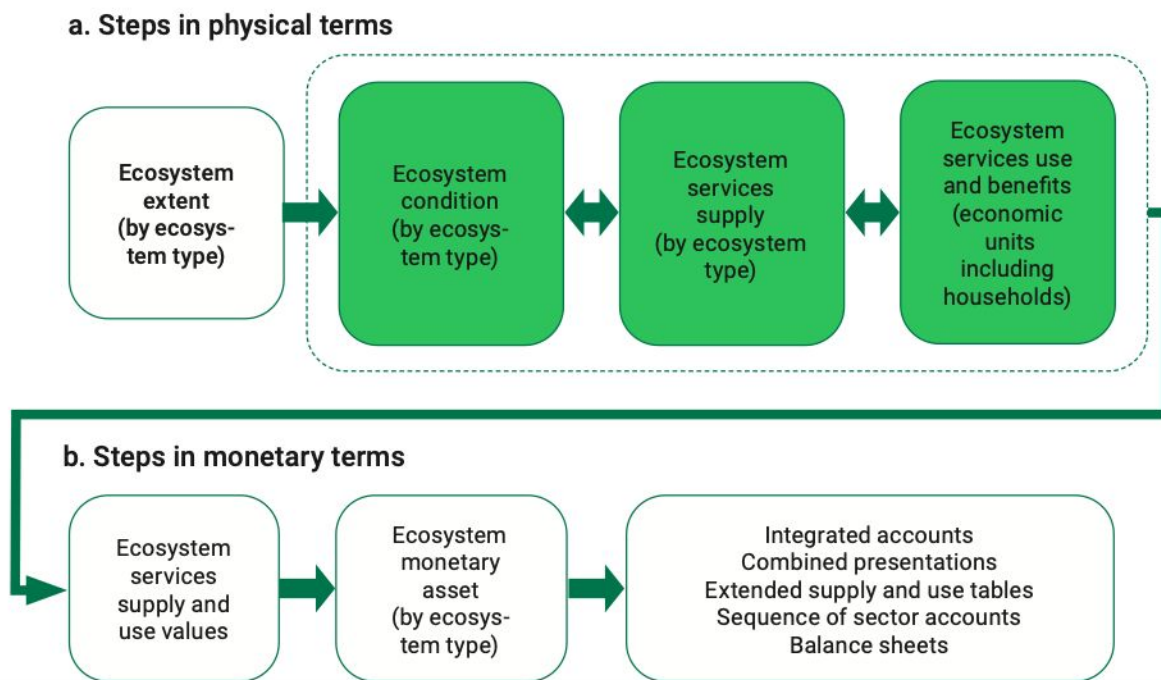 a. Steps in physical terms
Ecosystem
extent
(by ecosys-
tem type)
Ecosystem
condition
(by ecosys-
tem type)
Ecosystem
services
supply
(by ecosystem
type)
Ecosystem
services use
and benefits
(economic
units
including
households)
b. Steps in monetary terms
Ecosystem
services
supply and
use values
Ecosystem
monetary
asset
(by ecosys-
tem type)
Integrated accounts
Combined presentations
Extended supply and use tables
Sequence of sector accounts
Balance sheets